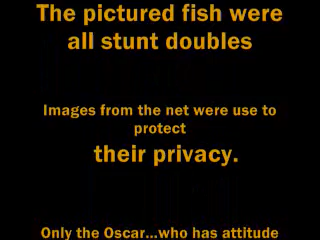 The pictured fish were
all stunt doubles
Images from the net were use to
protect
their privacy.
Only the Oscar...who has attitude